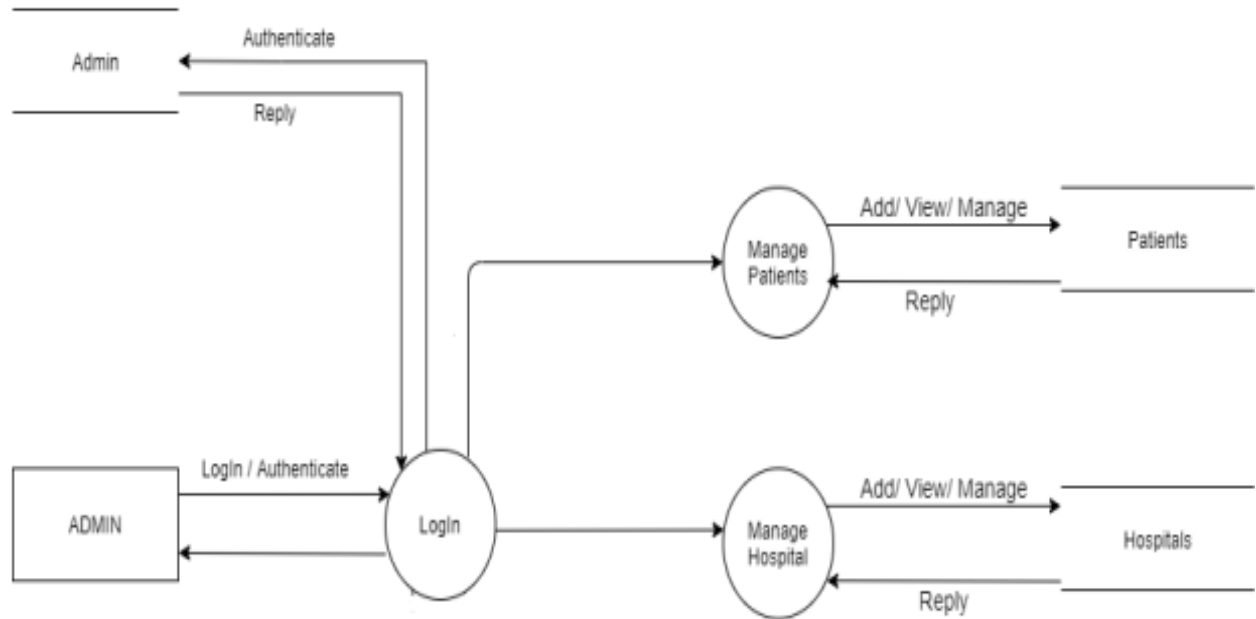 Authenticate
Admin
Reply
Add/ View/ Manage
Manage
Patients
Patients
Reply
LogIn / Authenticate
ADMIN
LogIn
Add/ View/ Manage
Manage
Hospital
Hospitals
Reply